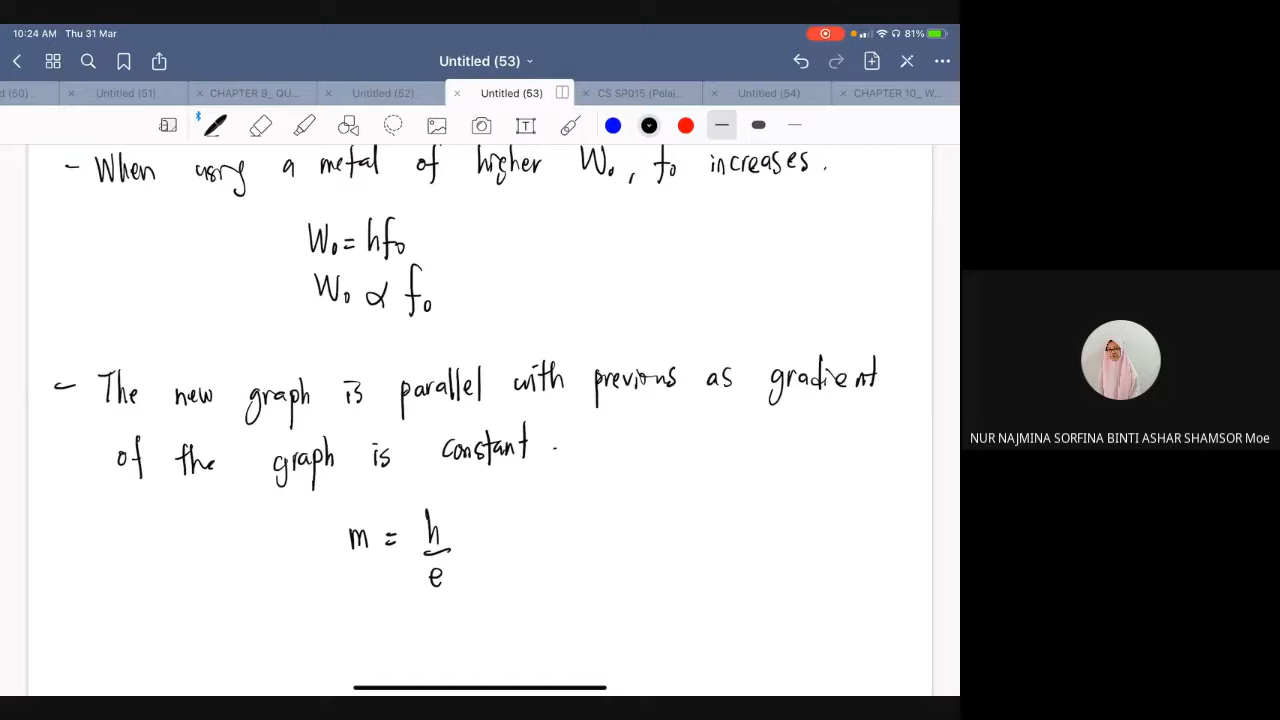 10:24 AM Thu 31 Mar
81%
Untitled (53)
d (50)
Untitled (51)
CHAPTER 9_ QU...
Untitled (52)
Untitled (53)
CS SP015 (Pelaj...
Untitled (54)
CHAPTER 10_ W...
- When using a metal of higher W₀, f₀ increases.
W₀ = hf₀
W₀ ∝ f₀
- The new graph is parallel with previous as gradient
of the graph is constant.
m = h/e
NUR NAJMINA SORFINA BINTI ASHAR SHAMSOR Moe